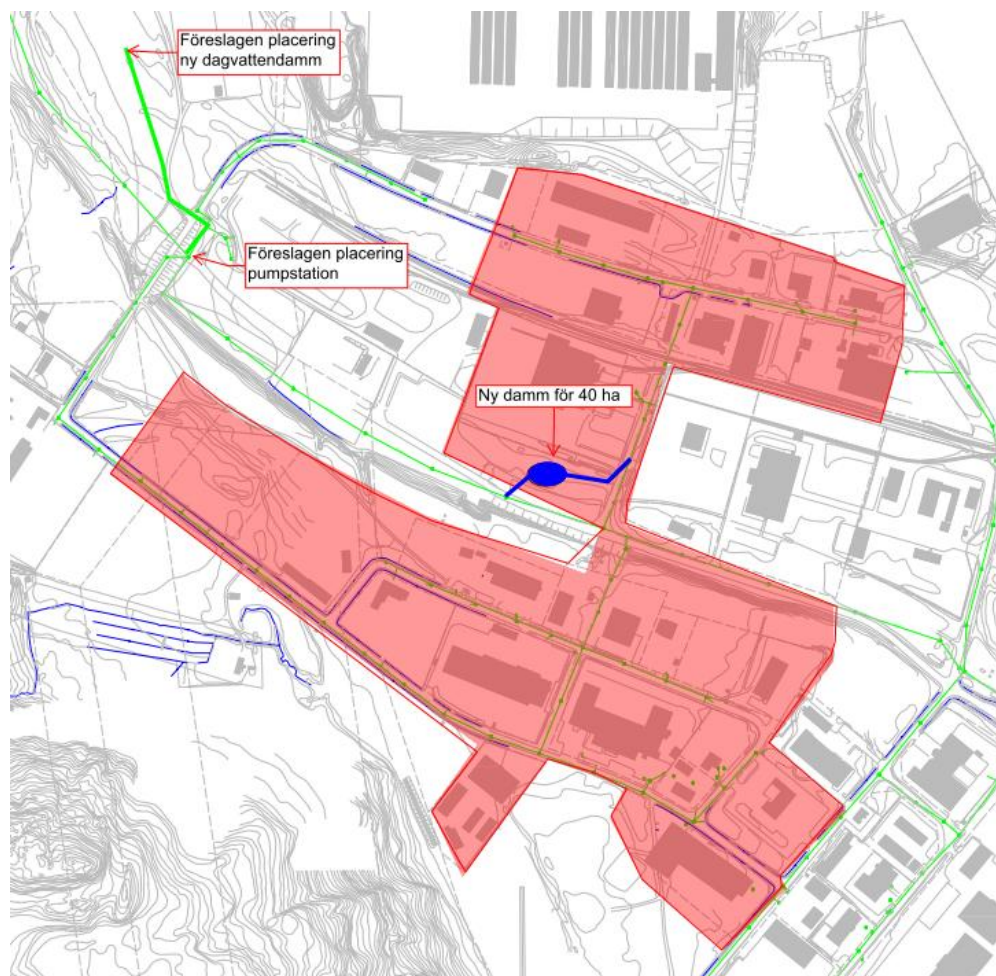 Föreslagen placering
ny dagvattendamm
Föreslagen placering
pumpstation
Ny damm för 40 ha